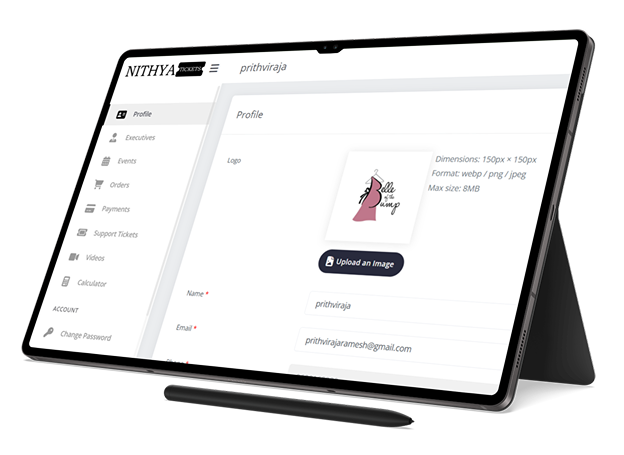 NITHYA TICKETS
prithviraja
Profile
Executives
Events
Orders
Payments
Support Tickets
Videos
Calculator
ACCOUNT
Change Password
Profile
Logo
Belle
of the
Bump
Dimensions: 150px × 150px
Format: webp / png / jpeg
Max size: 8MB
Upload an Image
Name *
prithviraja
Email *
prithvirajaramesh@gmail.com